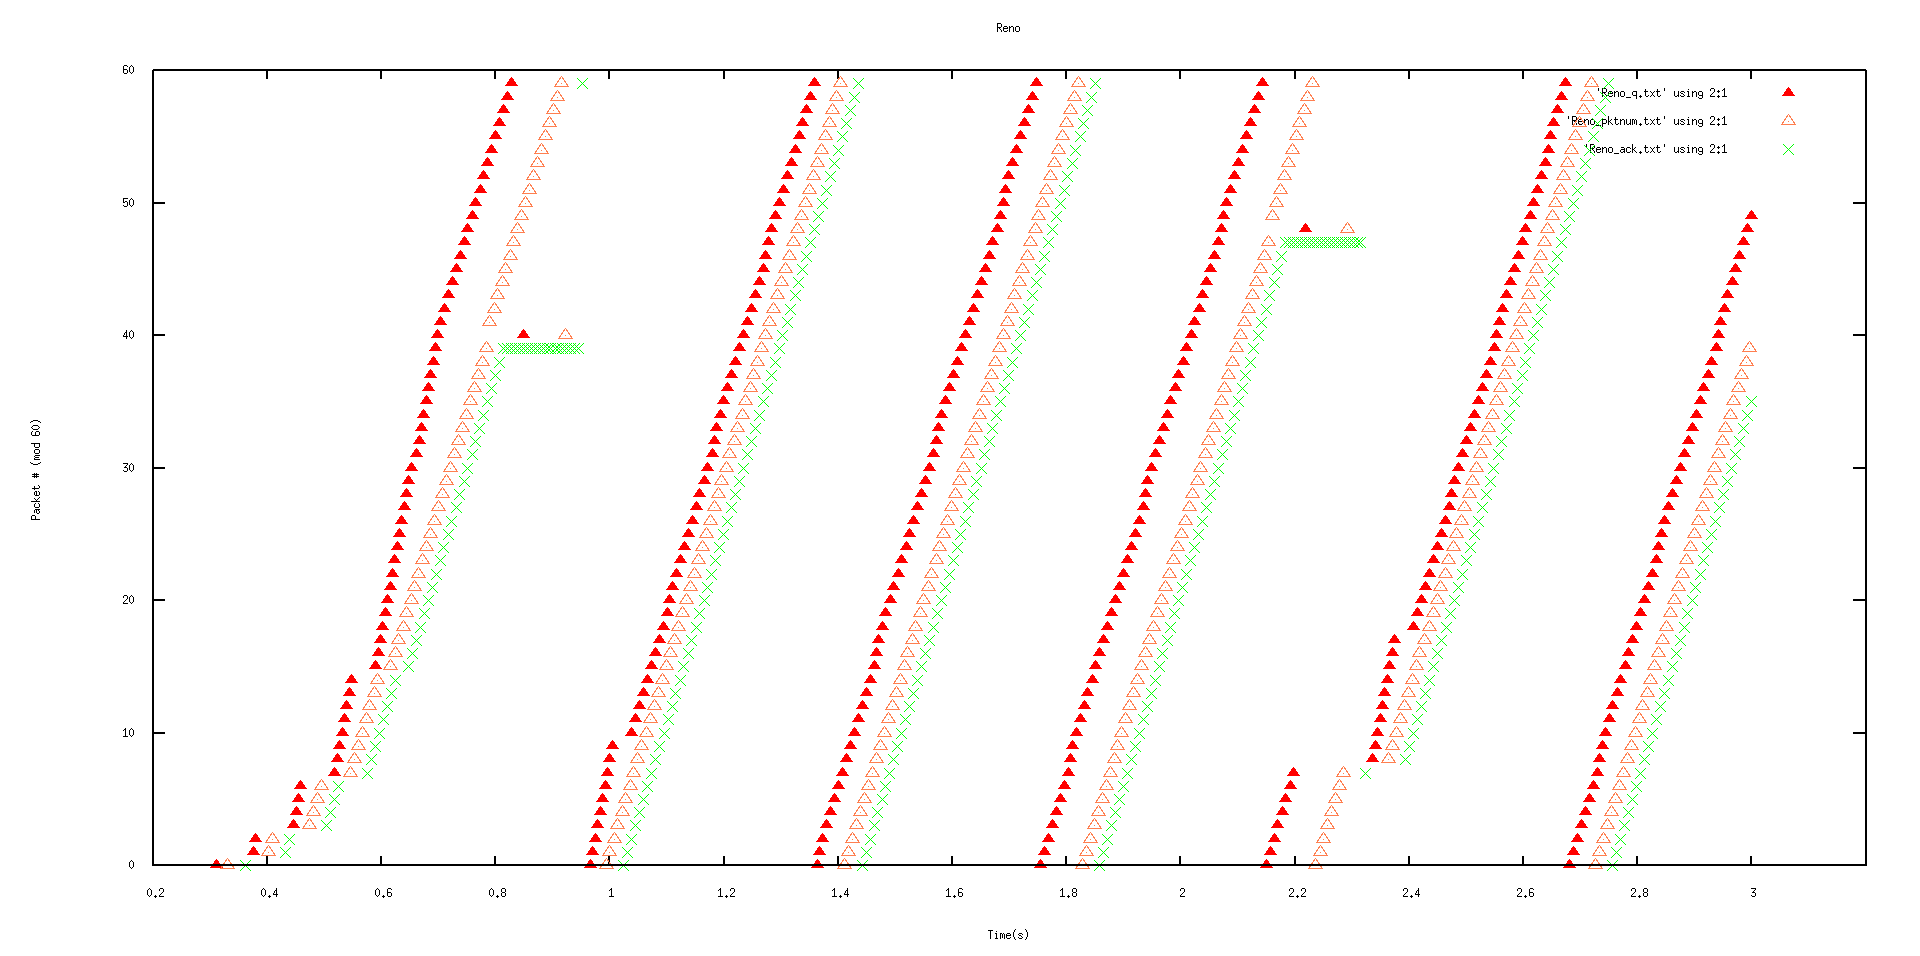 Reno
60
'Reno_q.txt' using 2:1
'Reno_pktnum.txt' using 2:1
'Reno_ack.txt' using 2:1
50
40
30
20
10
0
Packet # (mod 60)
0.2 0.4 0.6 0.8 1 1.2 1.4 1.6 1.8 2 2.2 2.4 2.6 2.8 3
Time(s)